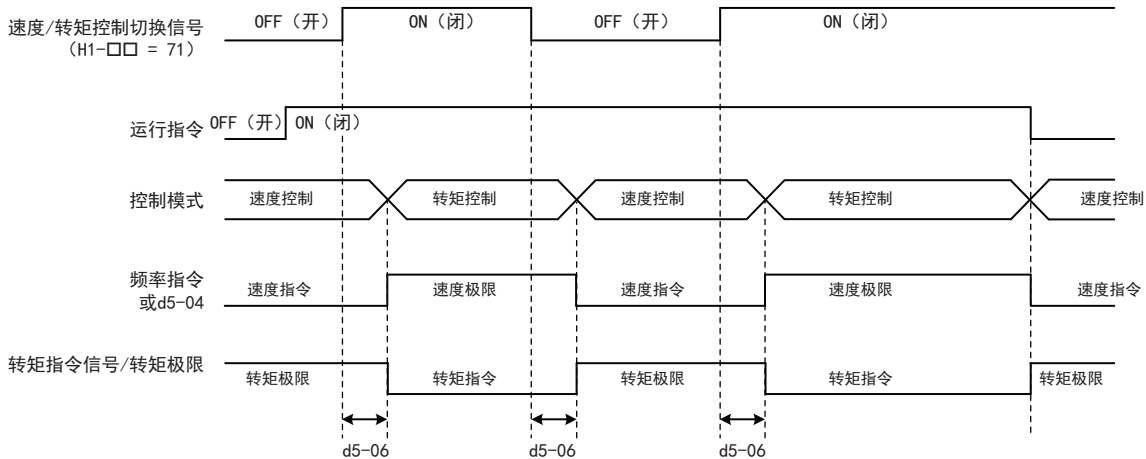 速度/转矩控制切换信号
(H1-□□ = 71)
OFF（开） ON（闭） OFF（开） ON（闭）
运行指令 OFF（开） ON（闭）
控制模式 速度控制 转矩控制 速度控制 转矩控制 速度控制
频率指令
或d5-04
速度指令 速度极限 速度指令 速度极限 速度指令
转矩指令信号/转矩极限
转矩极限 转矩指令 转矩极限 转矩指令 转矩极限
d5-06 d5-06 d5-06